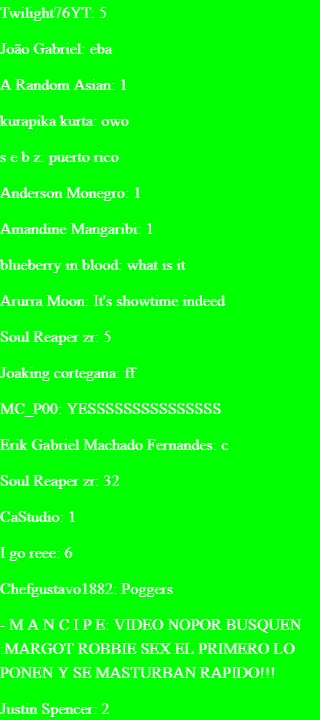 Twilight76YT: 5
João Gabriel: eba
A Random Asian: 1
kurapika kurta: owo
s e b z: puerto rico
Anderson Monegro: 1
Amandine Mangaribi: 1
blueberry in blood: what is it
Arurra Moon: It's showtime indeed
Soul Reaper zr: 5
Joaking cortegana: ff
MC_P00: YESSSSSSSSSSSSSSS
Erik Gabriel Machado Fernandes: c
Soul Reaper zr: 32
CaStudio: 1
I go reee: 6
Chefgustavo1882: Poggers
- M A N C I P E: VIDEO NOPOR BUSQUEN
:MARGOT ROBBIE SEX EL PRIMERO LO
PONEN Y SE MASTURBAN RAPIDO!!!
Justin Spencer: 2